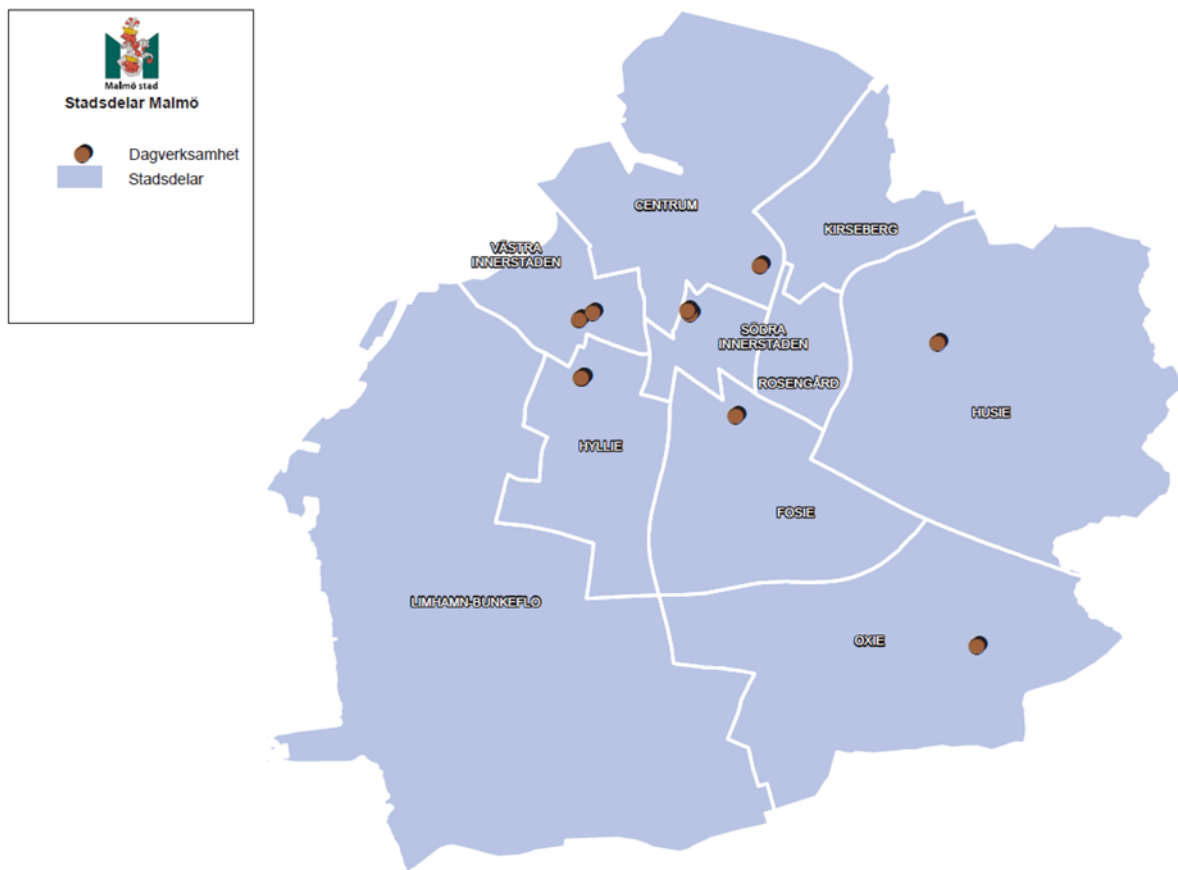 Malmö stad
Stadsdelar Malmö
Dagverksamhet
Stadsdelar
CENTRUM
KIRSEBERG
VÄSTRA
INNERSTADEN
SÖDRA
INNERSTADEN
ROSENGÅRD
HUSIE
HYLLIE
FOSIE
LIMHAMN-BUNKEFLO
OXIE